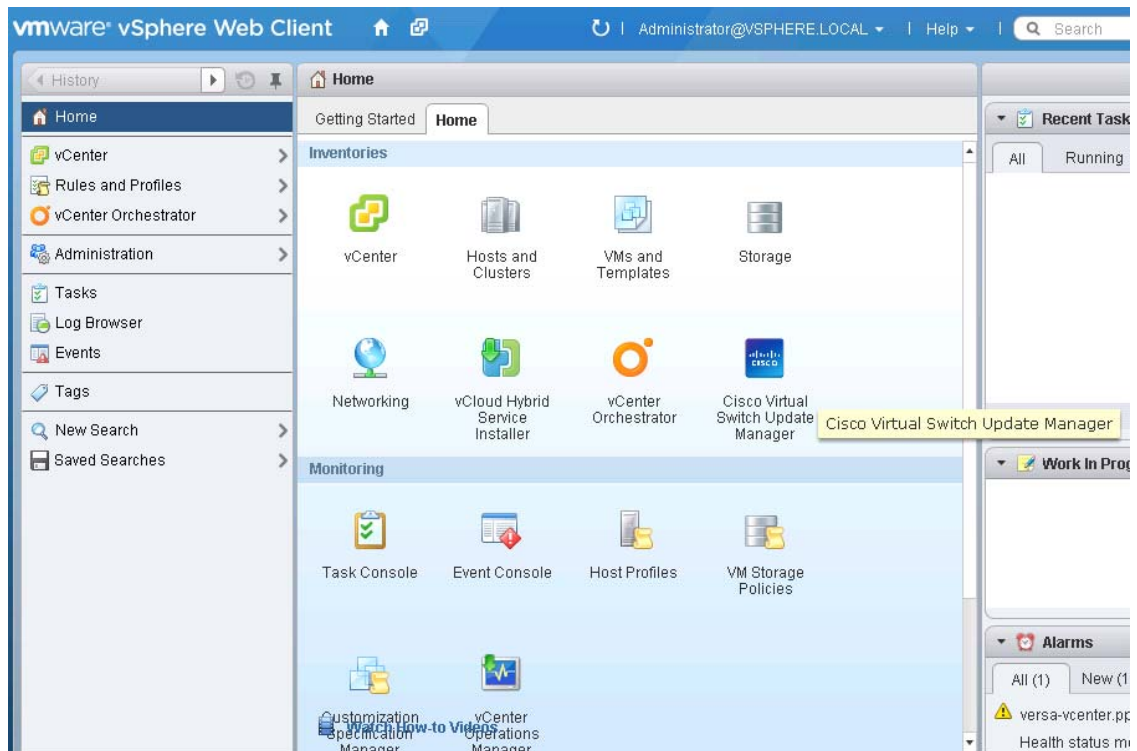 vmware® vSphere Web Client
Administrator@VSPHERE.LOCAL
Help
Search
History
Home
vCenter
Rules and Profiles
vCenter Orchestrator
Administration
Tasks
Log Browser
Events
Tags
New Search
Saved Searches
Home
Getting Started
Home
Inventories
vCenter
Hosts and
Clusters
VMs and
Templates
Storage
Networking
vCloud Hybrid
Service
Installer
vCenter
Orchestrator
cisco
Cisco Virtual
Switch Update
Manager
Cisco Virtual Switch Update Manager
Monitoring
Task Console
Event Console
Host Profiles
VM Storage
Policies
Customization
Specification
Manager
vCenter
Operations
Manager
Watch How-to Videos
Recent Task
All
Running
Work In Prog
Alarms
All (1)
New (1
versa-vcenter.pp
Health status mo